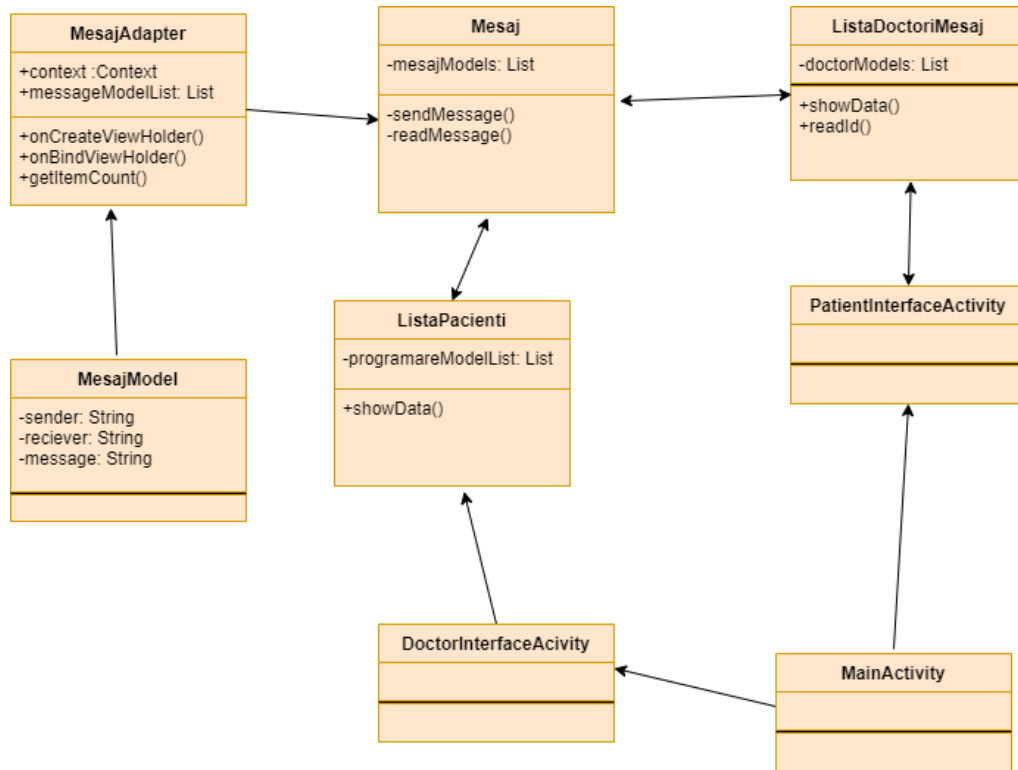 MesajAdapter
+context :Context
+messageModelList: List
+onCreateViewHolder()
+onBindViewHolder()
+getItemCount()
Mesaj
-mesajModels: List
-sendMessage()
-readMessage()
ListaDoctoriMesaj
-doctorModels: List
+showData()
+readId()
ListaPacienti
-programareModelList: List
+showData()
PatientInterfaceActivity
MesajModel
-sender: String
-reciever: String
-message: String
DoctorInterfaceAcivity
MainActivity